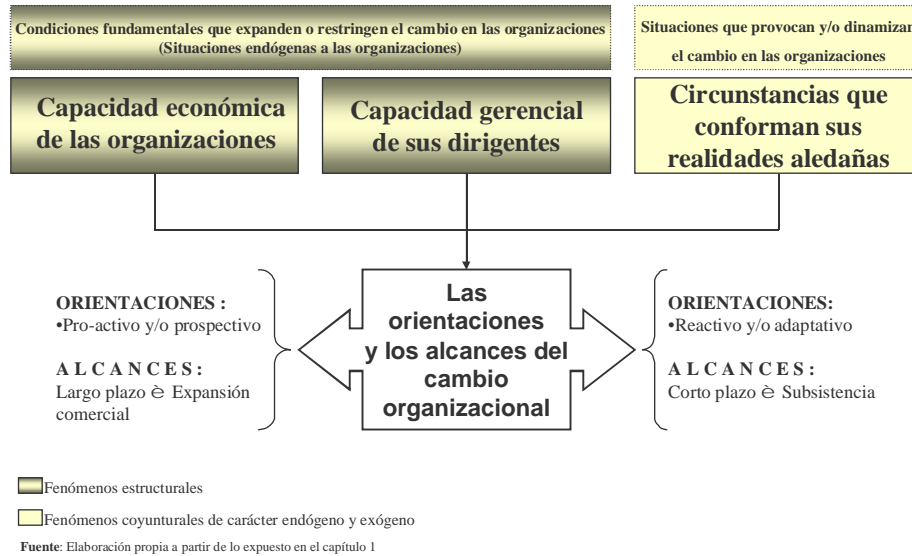 Condiciones fundamentales que expanden o restringen el cambio en las organizaciones
(Situaciones endógenas a las organizaciones)
Situaciones que provocan y/o dinamizan
el cambio en las organizaciones
Capacidad económica
de las organizaciones
Capacidad gerencial
de sus dirigentes
Circunstancias que
conforman sus
realidades aledañas
ORIENTACIONES :
•Pro-activo y/o prospectivo
A L C A N C E S :
Largo plazo è Expansión
comercial
Las
orientaciones
y los alcances del
cambio
organizacional
ORIENTACIONES:
•Reactivo y/o adaptativo
A L C A N C E S :
Corto plazo è Subsistencia
Fenómenos estructurales
Fenómenos coyunturales de carácter endógeno y exógeno
Fuente: Elaboración propia a partir de lo expuesto en el capítulo 1